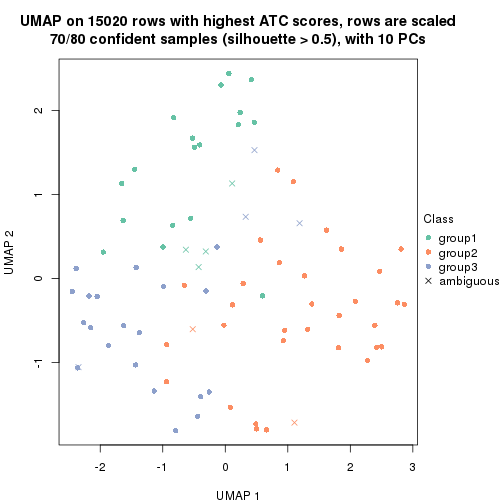 UMAP on 15020 rows with highest ATC scores, rows are scaled
70/80 confident samples (silhouette > 0.5), with 10 PCs
2
1
0
-1
UMAP 2
-2
-1
0
1
2
3
UMAP 1
Class
group1
group2
group3
ambiguous